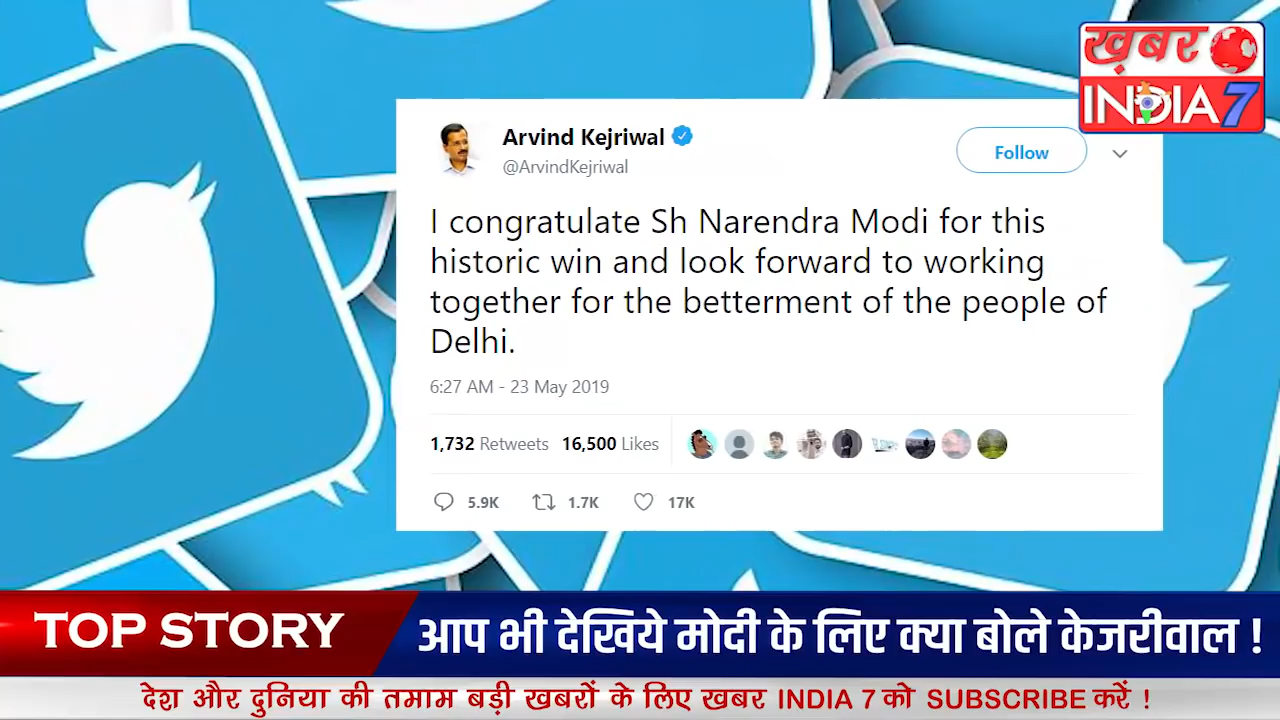 ख़बर
INDIA 7
Arvind Kejriwal
@ArvindKejriwal
Follow
I congratulate Sh Narendra Modi for this
historic win and look forward to working
together for the betterment of the people of
Delhi.
6:27 AM - 23 May 2019
1,732 Retweets 16,500 Likes
5.9K 1.7K 17K
TOP STORY
आप भी देखिये मोदी के लिए क्या बोले केजरीवाल !
देश और दुनिया की तमाम बड़ी खबरों के लिए खबर INDIA 7 को SUBSCRIBE करें !